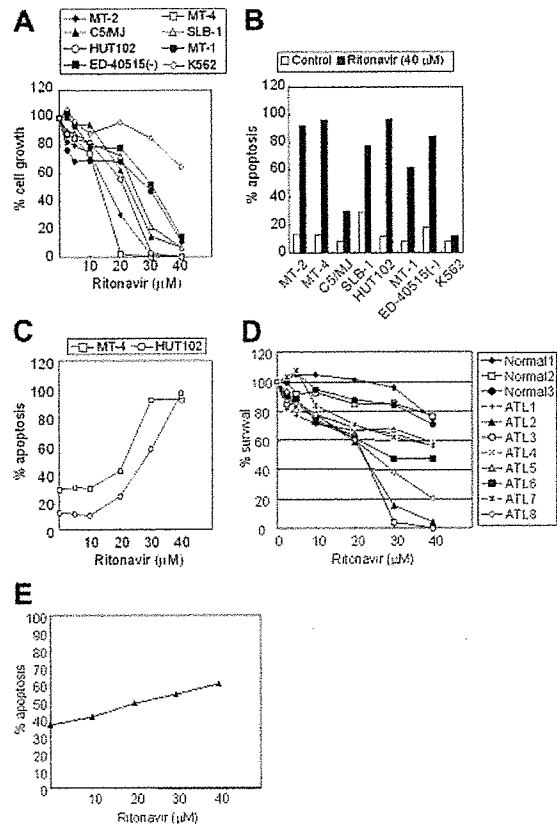 A
MT-2 MT-4
C5/MJ SLB-1
HUT102 MT-1
ED-40515(-) K562
% cell growth
120
100
80
60
40
20
0
10 20 30 40
Ritonavir (μM)
B
Control Ritonavir (40 μM)
% apoptosis
120
100
80
60
40
20
0
MT-2
MT-4
C5/MJ
SLB-1
HUT102
MT-1
ED-40515(-)
K562
C
MT-4 HUT102
% apoptosis
100
90
80
70
60
50
40
30
20
10
0
10 20 30 40
Ritonavir (μM)
D
% survival
120
100
80
60
40
20
0
0 10 20 30 40
Ritonavir (μM)
Normal1
Normal2
Normal3
ATL1
ATL2
ATL3
ATL4
ATL5
ATL6
ATL7
ATL8
E
% apoptosis
100
90
80
70
60
50
40
30
20
10
0
10 20 30 40
Ritonavir (μM)